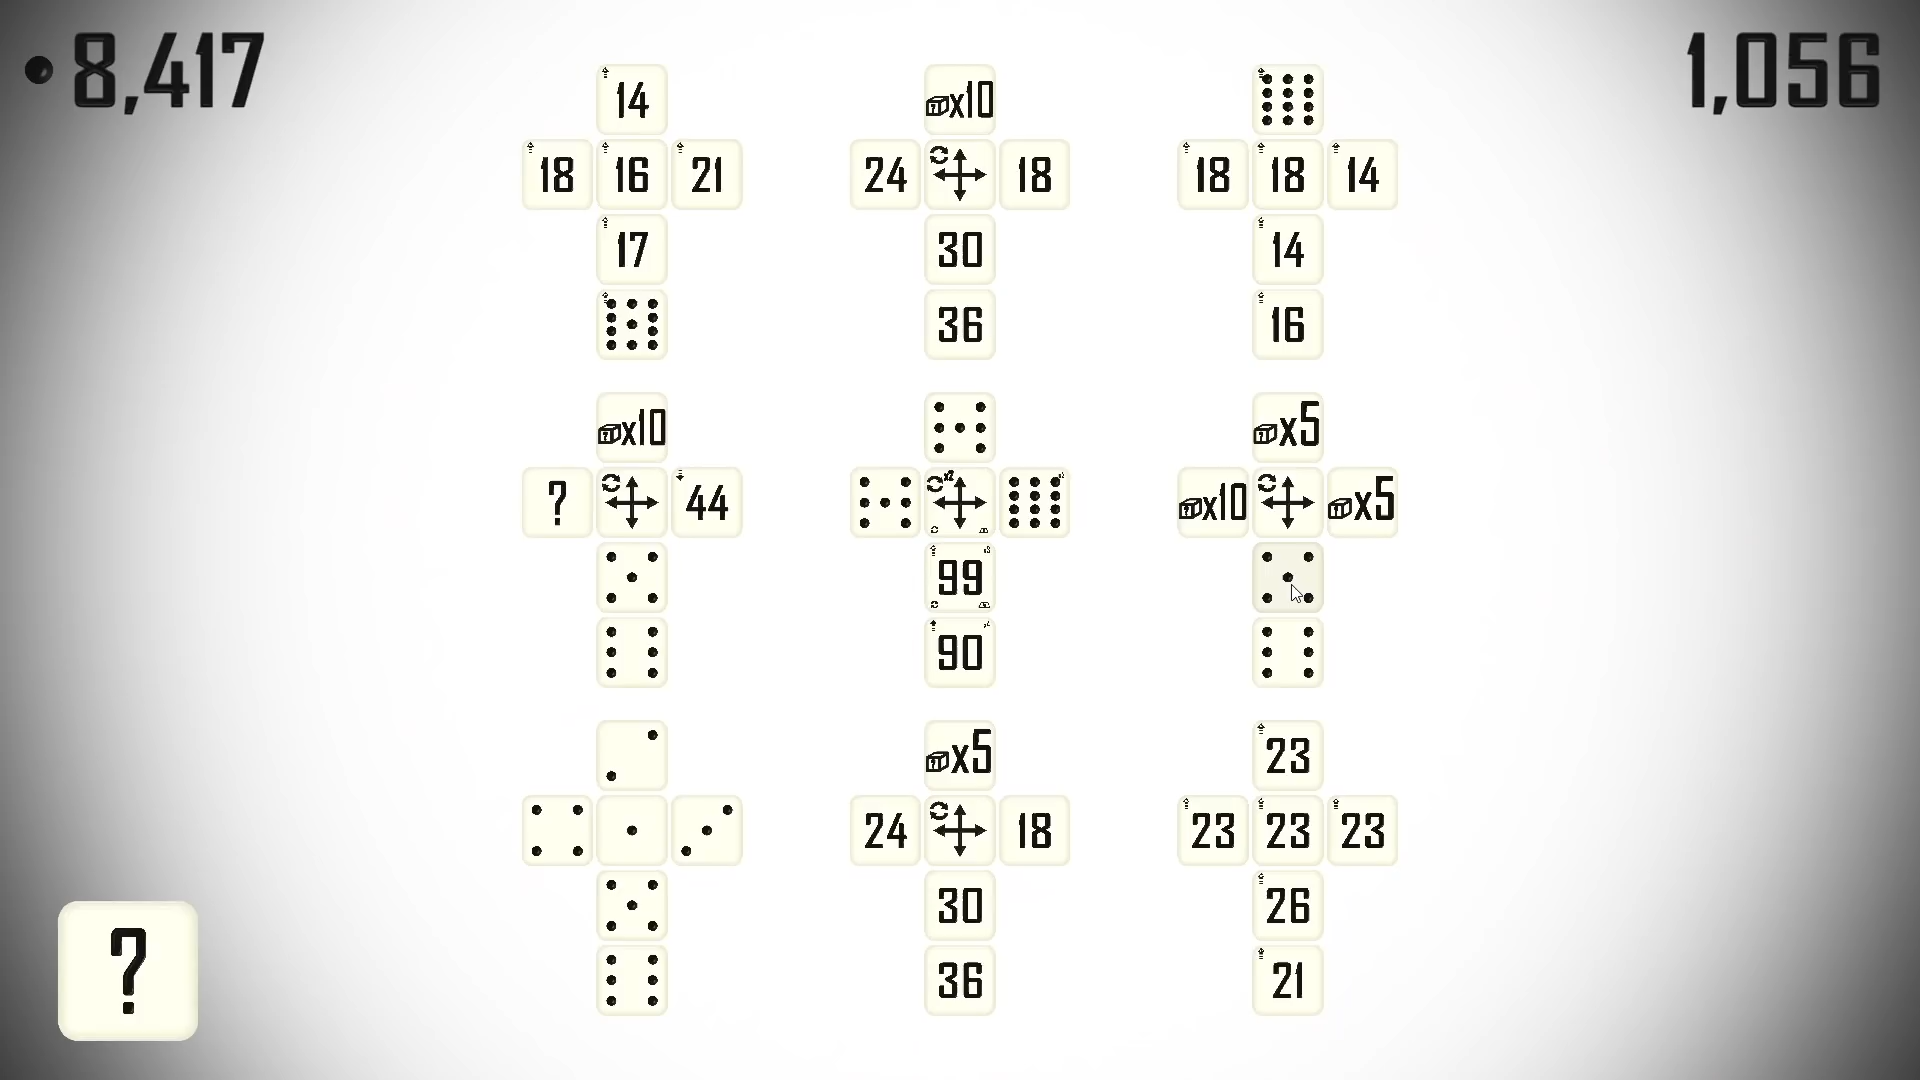 8,417
1,056
14
x10
18 16 21
24 18
18 18 14
17
30
14
36
16
x10
x5
? 44
x10 x5
99
90
x5
23
24 18
23 23 23
30
26
36
21
?